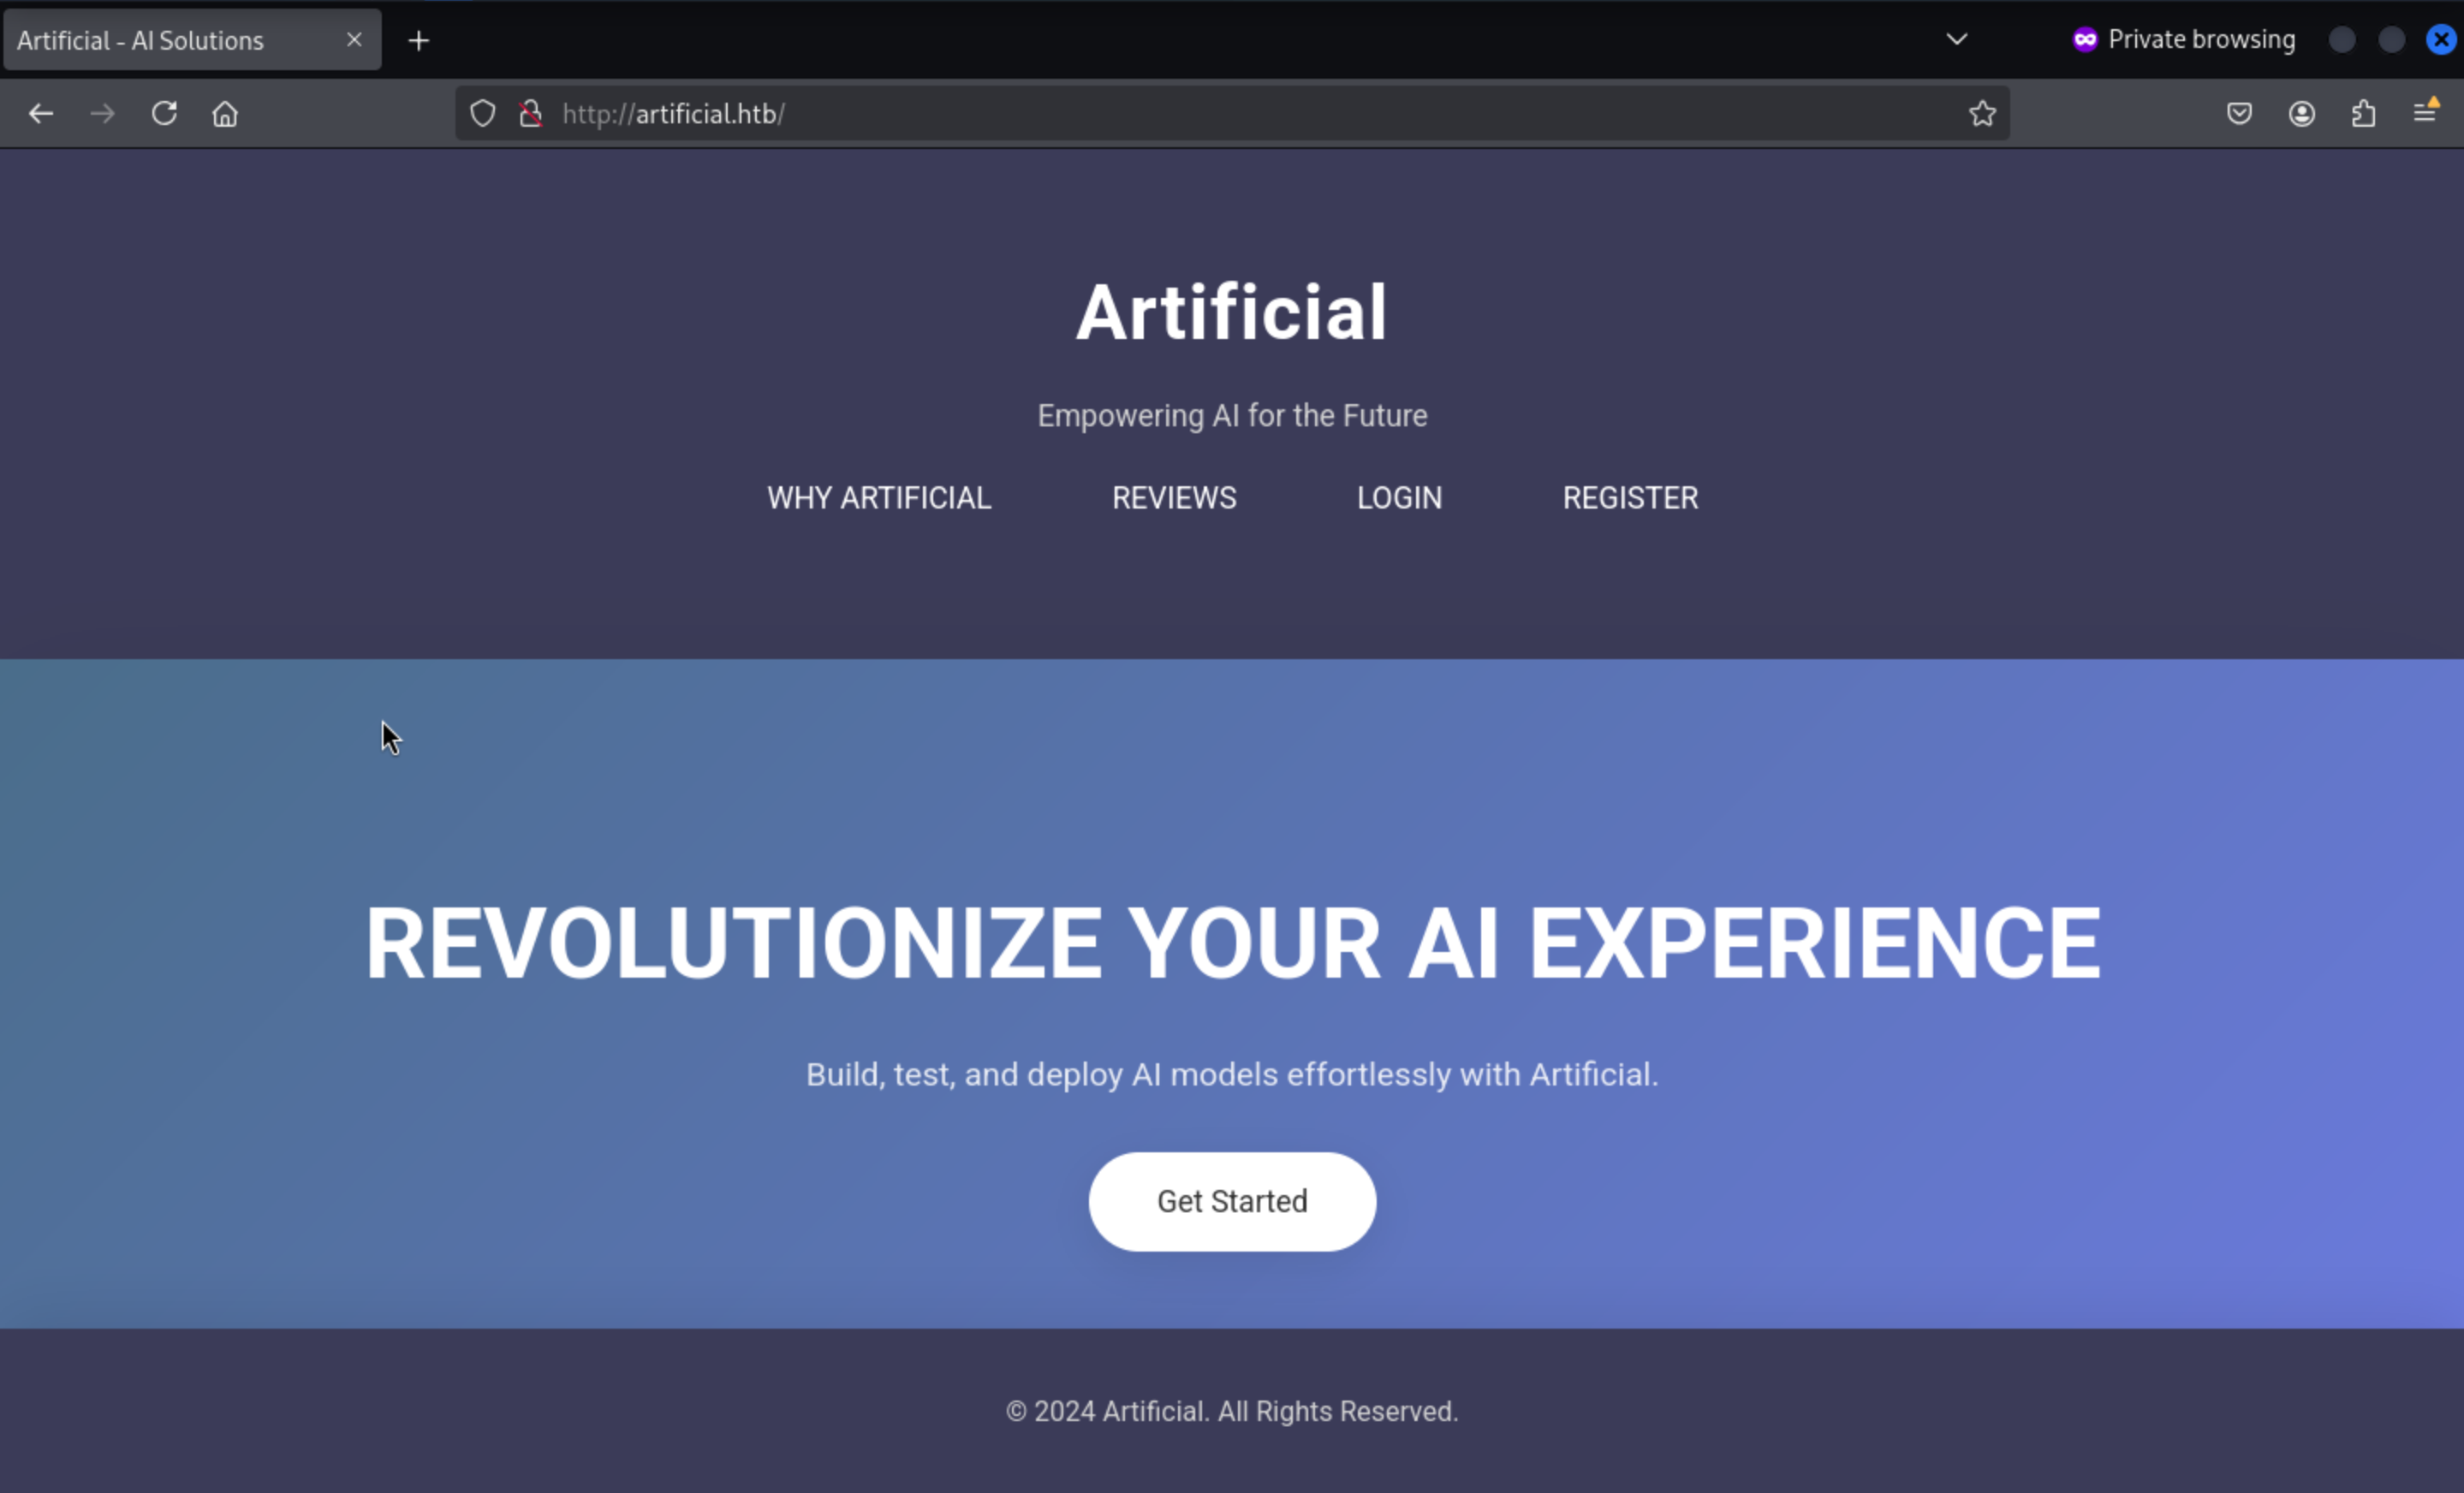 Artificial - AI Solutions
Private browsing
http://artificial.htb/
Artificial
Empowering AI for the Future
WHY ARTIFICIAL REVIEWS LOGIN REGISTER
REVOLUTIONIZE YOUR AI EXPERIENCE
Build, test, and deploy AI models effortlessly with Artificial.
Get Started
© 2024 Artificial. All Rights Reserved.